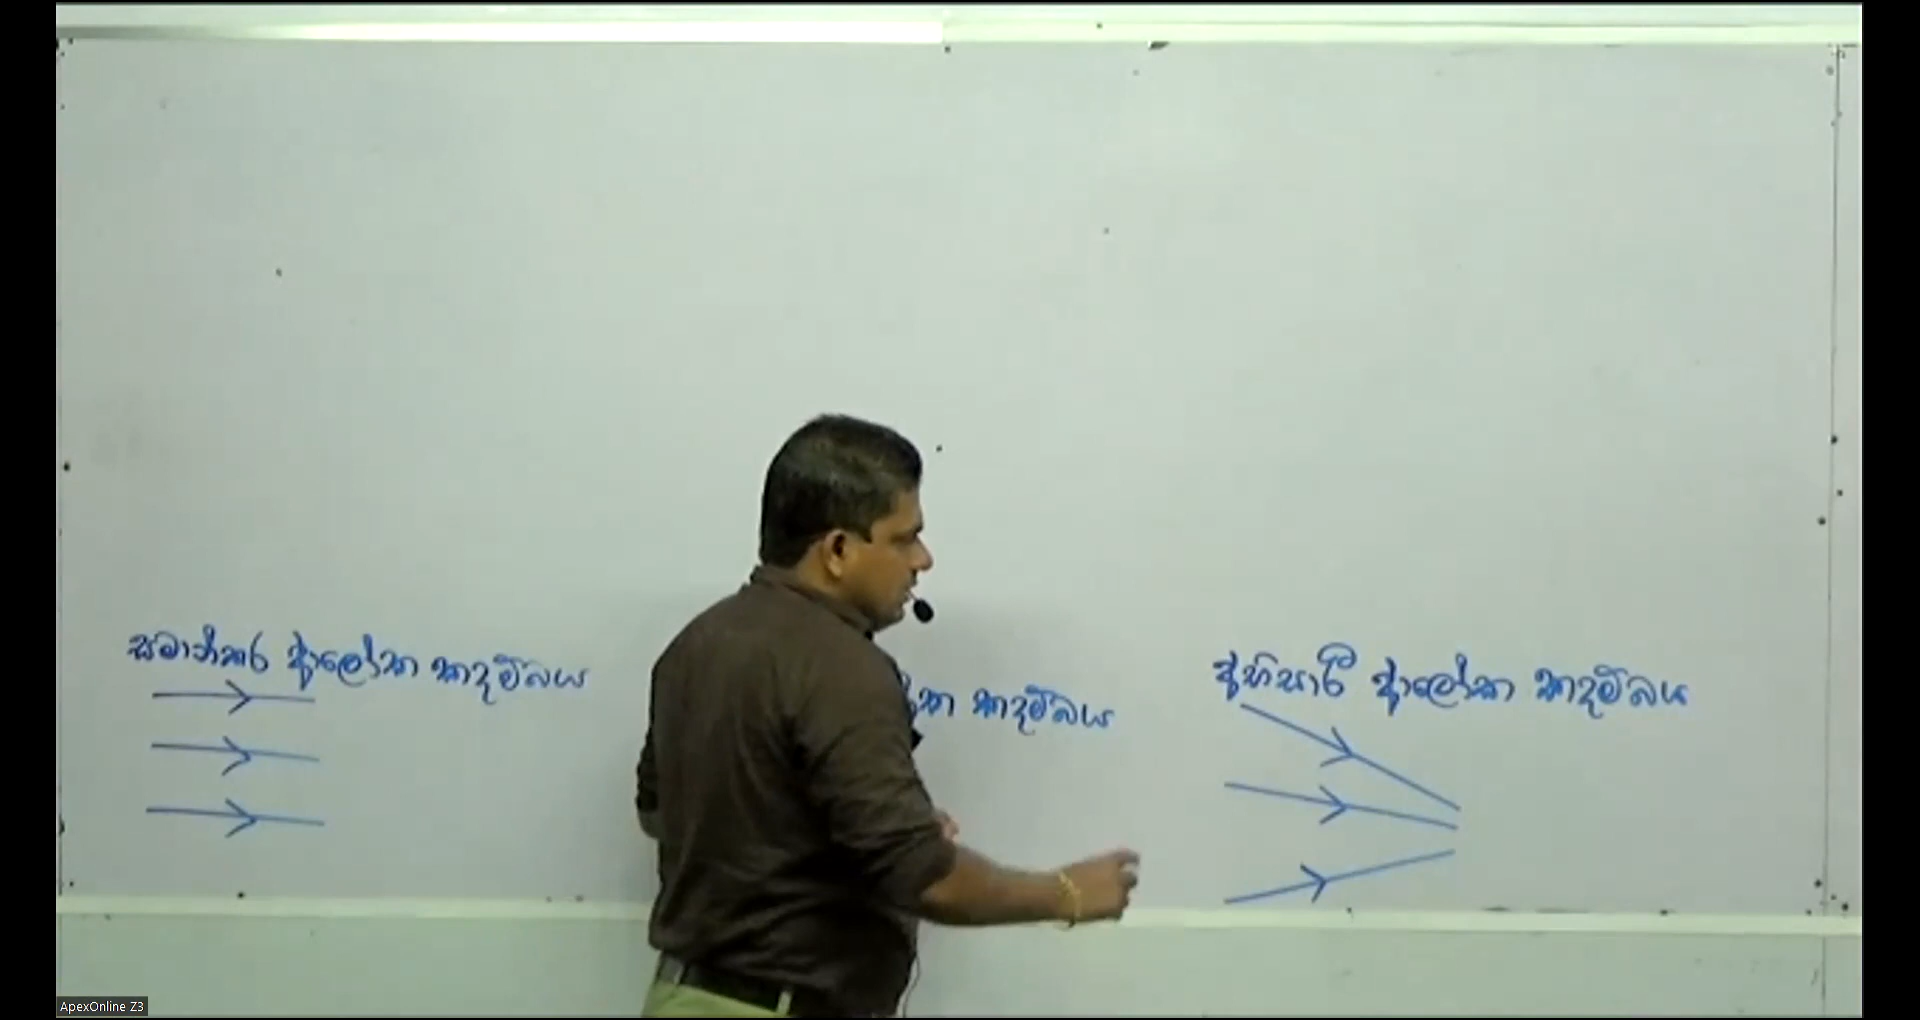 සමාන්තර ආලෝක කදම්බය
කදම්බය
අභිසාරී ආලෝක කදම්බය
ApexOnline Z3